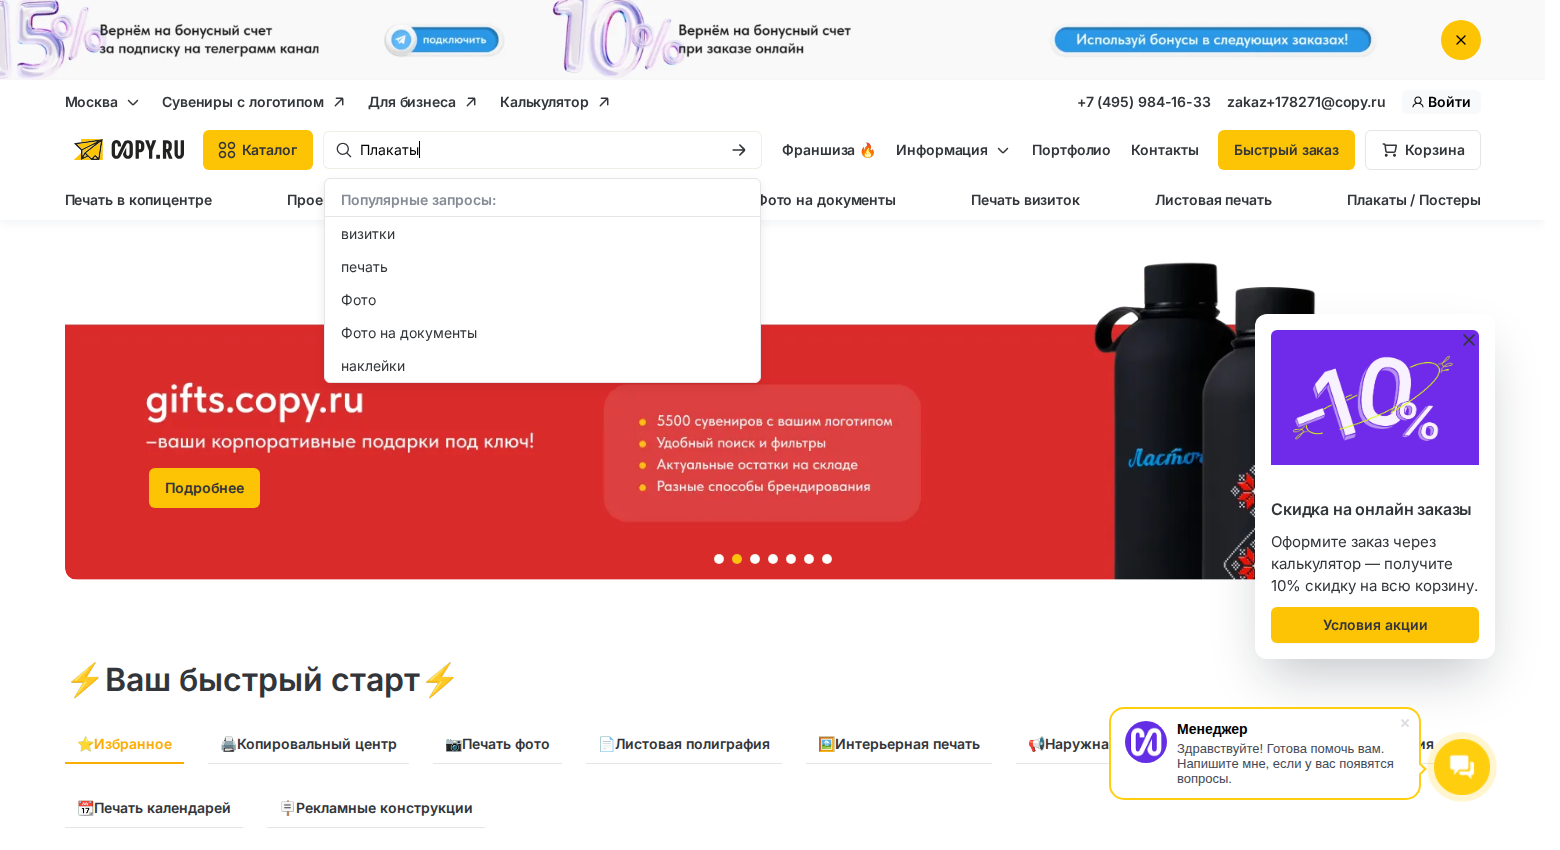 15%
Вернём на бонусный счет
за подписку на телеграмм канал
подключить
10%
Вернём на бонусный счет
при заказе онлайн
Используй бонусы в следующих заказах!
Москва
Сувениры с логотипом
Для бизнеса
Калькулятор
+7 (495) 984-16-33
zakaz+178271@copy.ru
Войти
COPY.RU
Каталог
Плакаты
Франшиза 🔥
Информация
Портфолио
Контакты
Быстрый заказ
Корзина
Печать в копицентре
Прое
Фото на документы
Печать визиток
Листовая печать
Плакаты / Постеры
Популярные запросы:
визитки
печать
Фото
Фото на документы
наклейки
gifts.copy.ru
–ваши корпоративные подарки под ключ!
Подробнее
5500 сувениров с вашим логотипом
Удобный поиск и фильтры
Актуальные остатки на складе
Разные способы брендирования
Ласточ
-10%
Скидка на онлайн заказы
Оформите заказ через
калькулятор — получите
10% скидку на всю корзину.
Условия акции
⚡Ваш быстрый старт⚡
⭐Избранное
🖨️Копировальный центр
📷Печать фото
📄Листовая полиграфия
🖼️Интерьерная печать
📢Наружна
📆Печать календарей
🪧Рекламные конструкции
Менеджер
Здравствуйте! Готова помочь вам.
Напишите мне, если у вас появятся
вопросы.